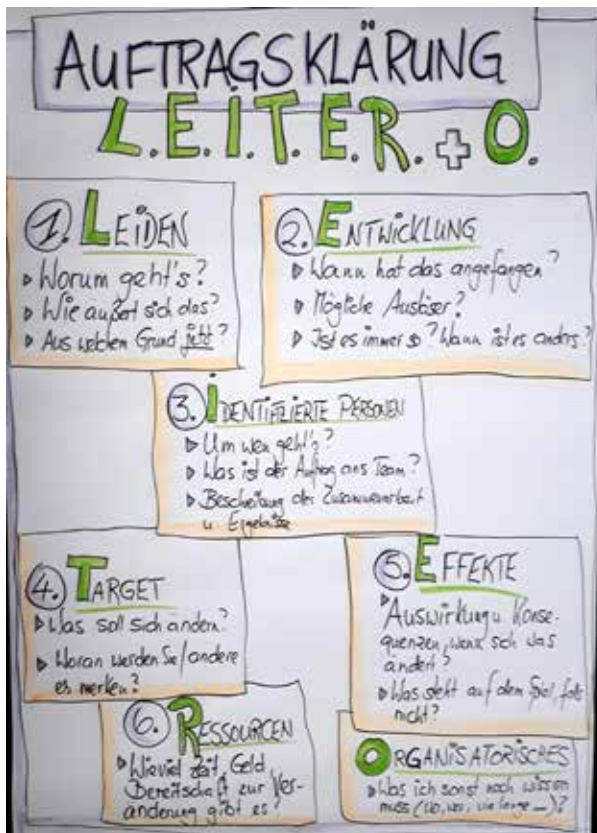 AUFTRAGSKLÄRUNG
L.E.I.T.E.R. + O.
1. LEIDEN
▷ Worum geht's?
▷ Wie äußert sich das?
▷ Aus welchen Grund jetzt?
2. ENTWICKLUNG
▷ Wann hat das angefangen?
▷ Mögliche Auslöser?
▷ Ist es immer so? Wann ist es anders?
3. IDENTIFIZIERTE PERSONEN
▷ Um wen geht's?
▷ Was ist der Auftrag ans Team?
▷ Beschreibung der Zusammenarbeit
u Ergebnisse
4. TARGET
▷ Was soll sich ändern?
▷ Woran werden Sie/andere
es merken?
5. EFFEKTE
▷ Auswirkung u Konse-
quenzen, wenn sich was
ändert?
▷ Was steht auf dem Spiel, falls
nicht?
6. RESSOURCEN
▷ Wieviel Zeit, Geld
Bereitschaft zur Ver-
änderung gibt es?
ORGANISATORISCHES
▷ Was ich sonst noch wissen
muss (wo, wer, wie lange ...)?